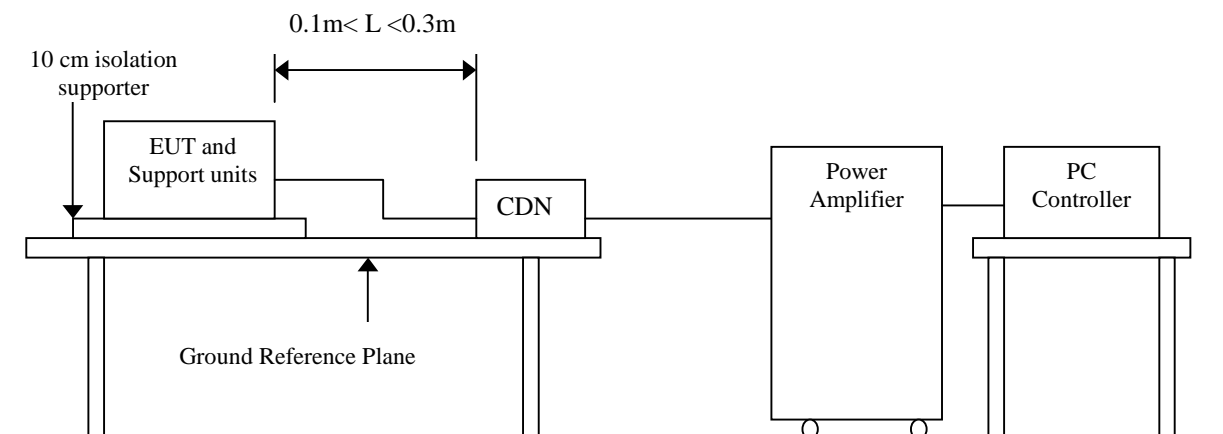 0.1m< L <0.3m
10 cm isolation
supporter
EUT and
Support units
CDN
Power
Amplifier
PC
Controller
Ground Reference Plane